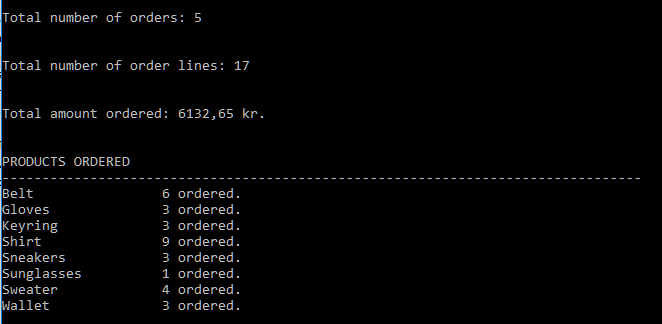 Total number of orders: 5
Total number of order lines: 17
Total amount ordered: 6132,65 kr.
PRODUCTS ORDERED
--------------------------------------------------------------------------------
Belt                6 ordered.
Gloves              3 ordered.
Keyring             3 ordered.
Shirt               9 ordered.
Sneakers            3 ordered.
Sunglasses          1 ordered.
Sweater             4 ordered.
Wallet              3 ordered.